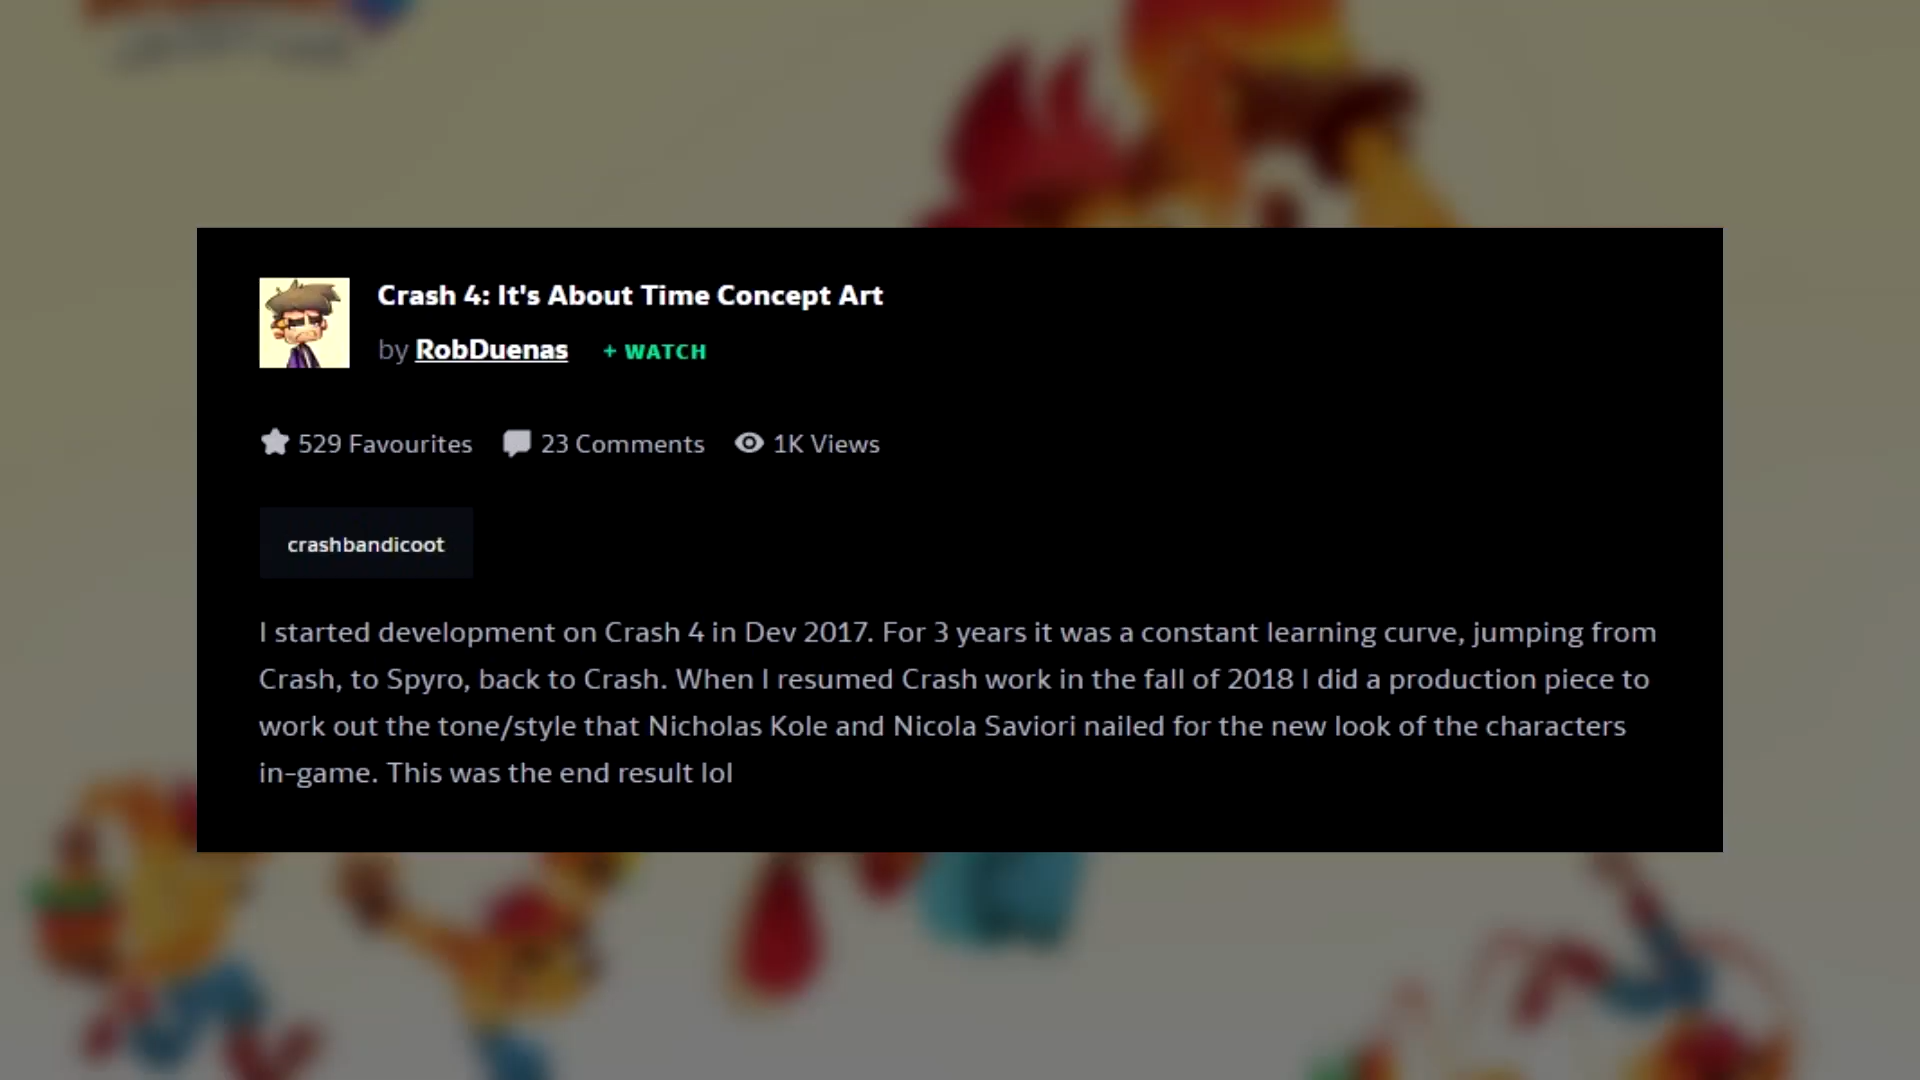 Crash 4: It's About Time Concept Art
by RobDuenas + WATCH
529 Favourites 23 Comments 1K Views
crashbandicoot
I started development on Crash 4 in Dev 2017. For 3 years it was a constant learning curve, jumping from
Crash, to Spyro, back to Crash. When I resumed Crash work in the fall of 2018 I did a production piece to
work out the tone/style that Nicholas Kole and Nicola Saviori nailed for the new look of the characters
in-game. This was the end result lol